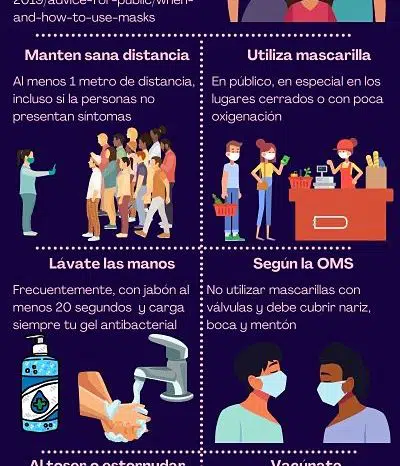 2019/advice-for-public/when-
and-how-to-use-masks
Manten sana distancia
Al menos 1 metro de distancia,
incluso si la personas no
presentan síntomas
Utiliza mascarilla
En público, en especial en los
lugares cerrados o con poca
oxigenación
Lávate las manos
Frecuentemente, con jabón al
menos 20 segundos y carga
siempre tu gel antibacterial
Según la OMS
No utilizar mascarillas con
válvulas y debe cubrir nariz,
boca y mentón
Al toser o estornudar
Vacúnate